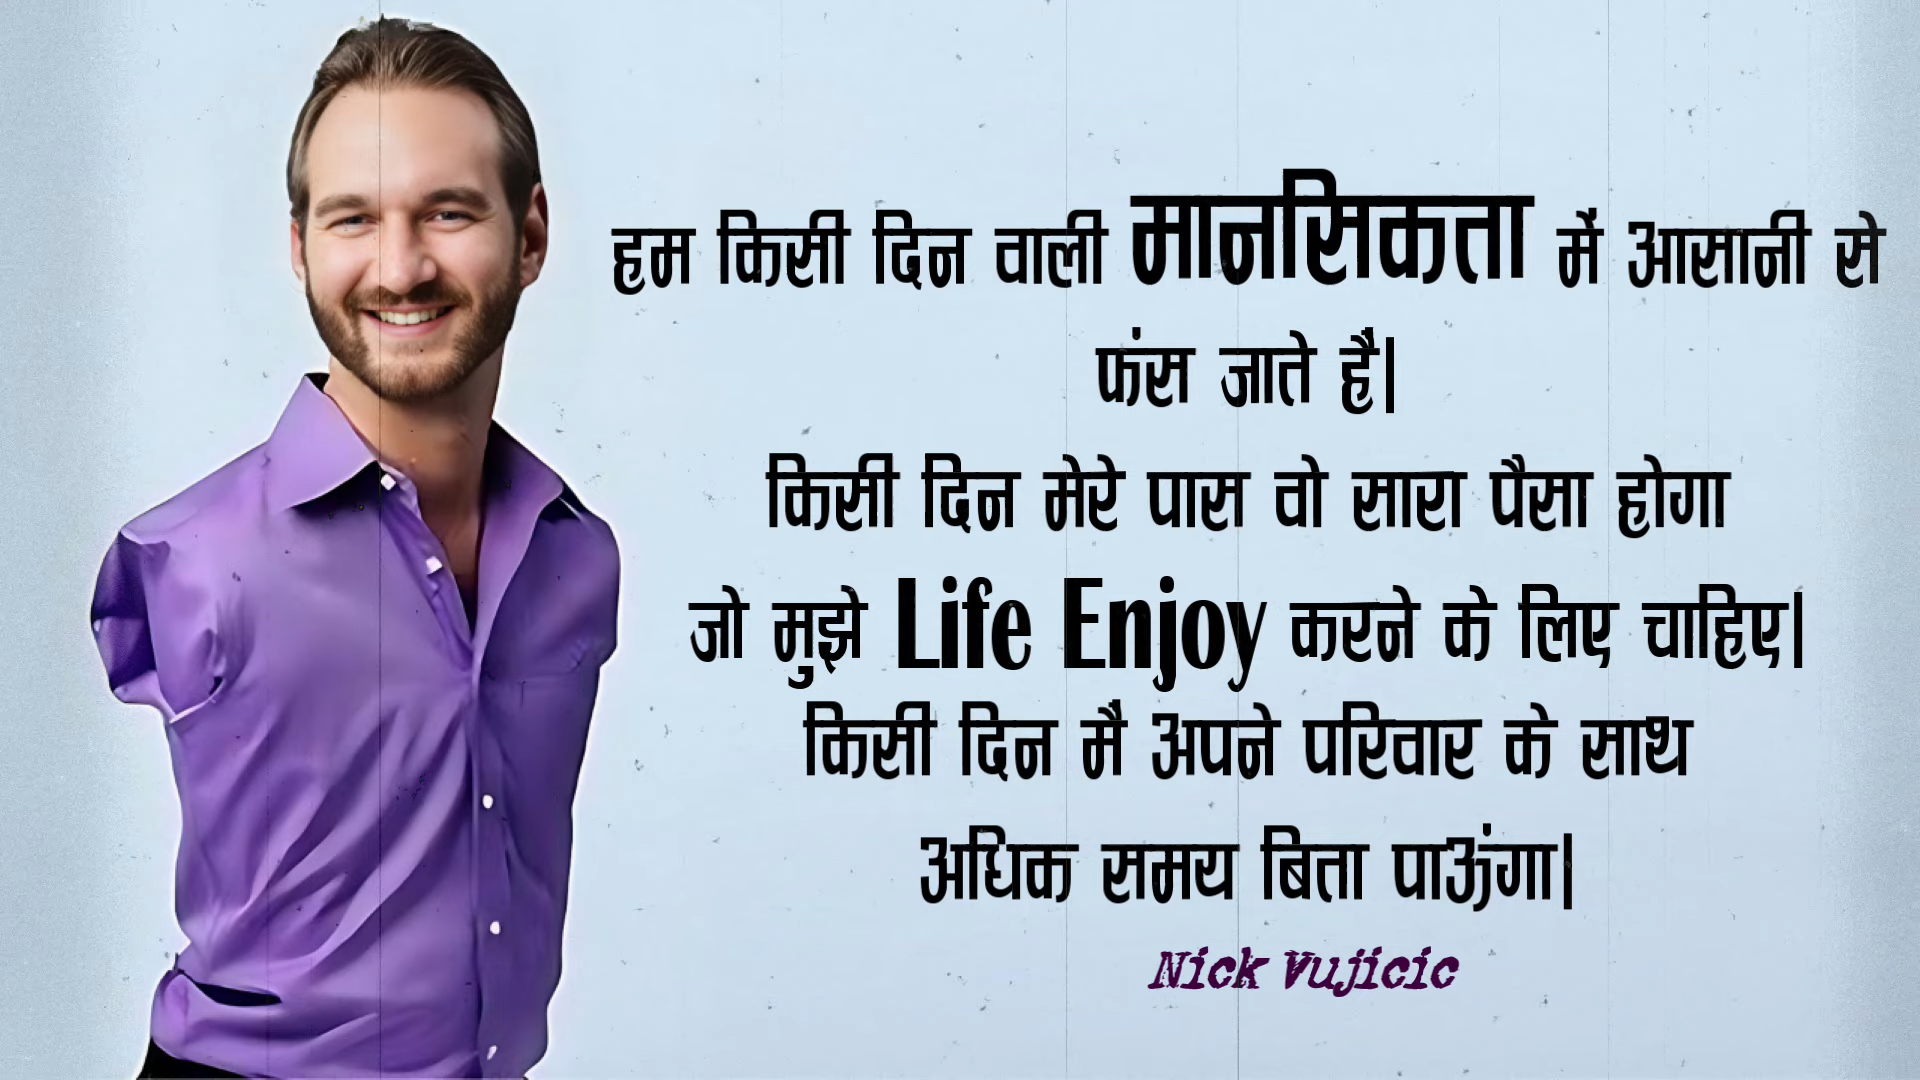 हम किसी दिन वाली मानसिकता में आसानी से
फंस जाते हैं|
किसी दिन मेरे पास वो सारा पैसा होगा
जो मुझे Life Enjoy करने के लिए चाहिए|
किसी दिन मै अपने परिवार के साथ
अधिक समय बिता पाऊंगा|
Nick Vujicic